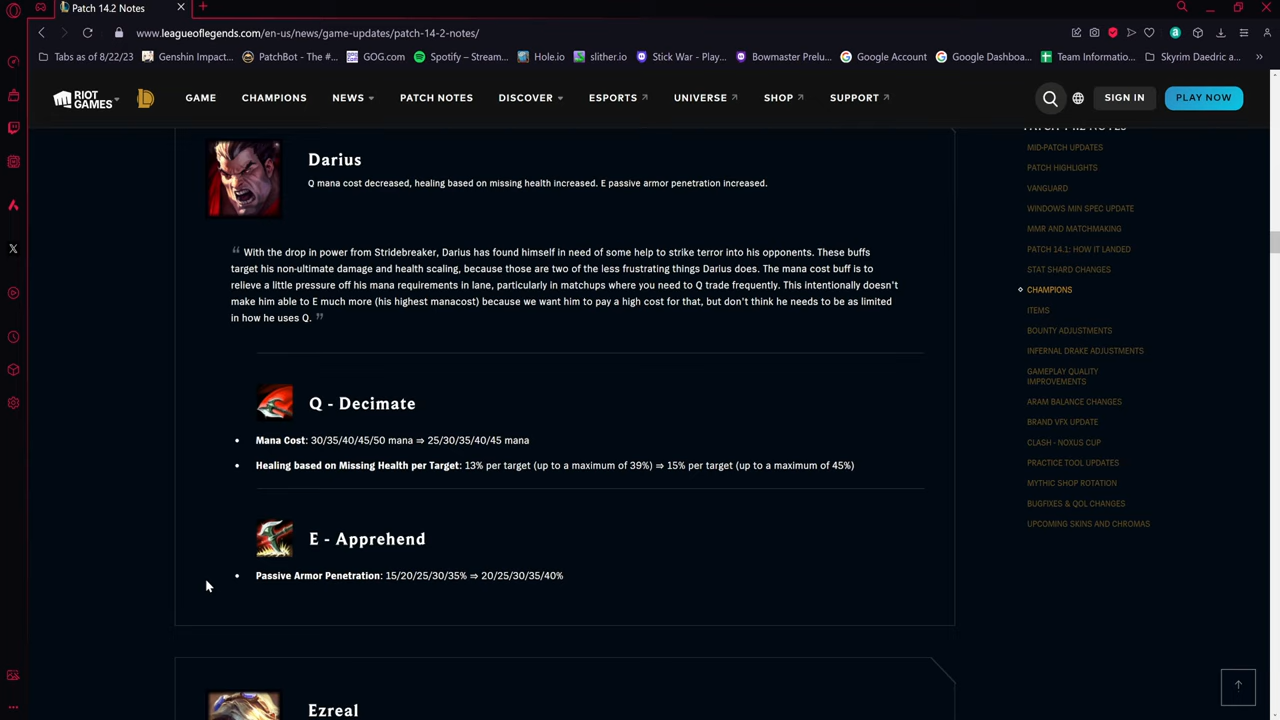 Patch 14.2 Notes
www.leagueoflegends.com/en-us/news/game-updates/patch-14-2-notes/
Tabs as of 8/22/23
Genshin Impact...
PatchBot - The #...
GOG.com
Spotify – Stream...
Hole.io
slither.io
Stick War - Play...
Bowmaster Prelu...
Google Account
Google Dashboa...
Team Informatio...
Skyrim Daedric a...
RIOT GAMES
GAME
CHAMPIONS
NEWS
PATCH NOTES
DISCOVER
ESPORTS
UNIVERSE
SHOP
SUPPORT
SIGN IN
PLAY NOW
Darius
Q mana cost decreased, healing based on missing health increased. E passive armor penetration increased.
" With the drop in power from Stridebreaker, Darius has found himself in need of some help to strike terror into his opponents. These buffs
target his non-ultimate damage and health scaling, because those are two of the less frustrating things Darius does. The mana cost buff is to
relieve a little pressure off his mana requirements in lane, particularly in matchups where you need to Q trade frequently. This intentionally doesn't
make him able to E much more (his highest manacost) because we want him to pay a high cost for that, but don't think he needs to be as limited
in how he uses Q. "
Q - Decimate
• Mana Cost: 30/35/40/45/50 mana ⇒ 25/30/35/40/45 mana
• Healing based on Missing Health per Target: 13% per target (up to a maximum of 39%) ⇒ 15% per target (up to a maximum of 45%)
E - Apprehend
• Passive Armor Penetration: 15/20/25/30/35% ⇒ 20/25/30/35/40%
Ezreal
PATCH 14.2 NOTES
MID-PATCH UPDATES
PATCH HIGHLIGHTS
VANGUARD
WINDOWS MIN SPEC UPDATE
MMR AND MATCHMAKING
PATCH 14.1: HOW IT LANDED
STAT SHARD CHANGES
CHAMPIONS
ITEMS
BOUNTY ADJUSTMENTS
INFERNAL DRAKE ADJUSTMENTS
GAMEPLAY QUALITY
IMPROVEMENTS
ARAM BALANCE CHANGES
BRAND VFX UPDATE
CLASH - NOXUS CUP
PRACTICE TOOL UPDATES
MYTHIC SHOP ROTATION
BUGFIXES & QOL CHANGES
UPCOMING SKINS AND CHROMAS